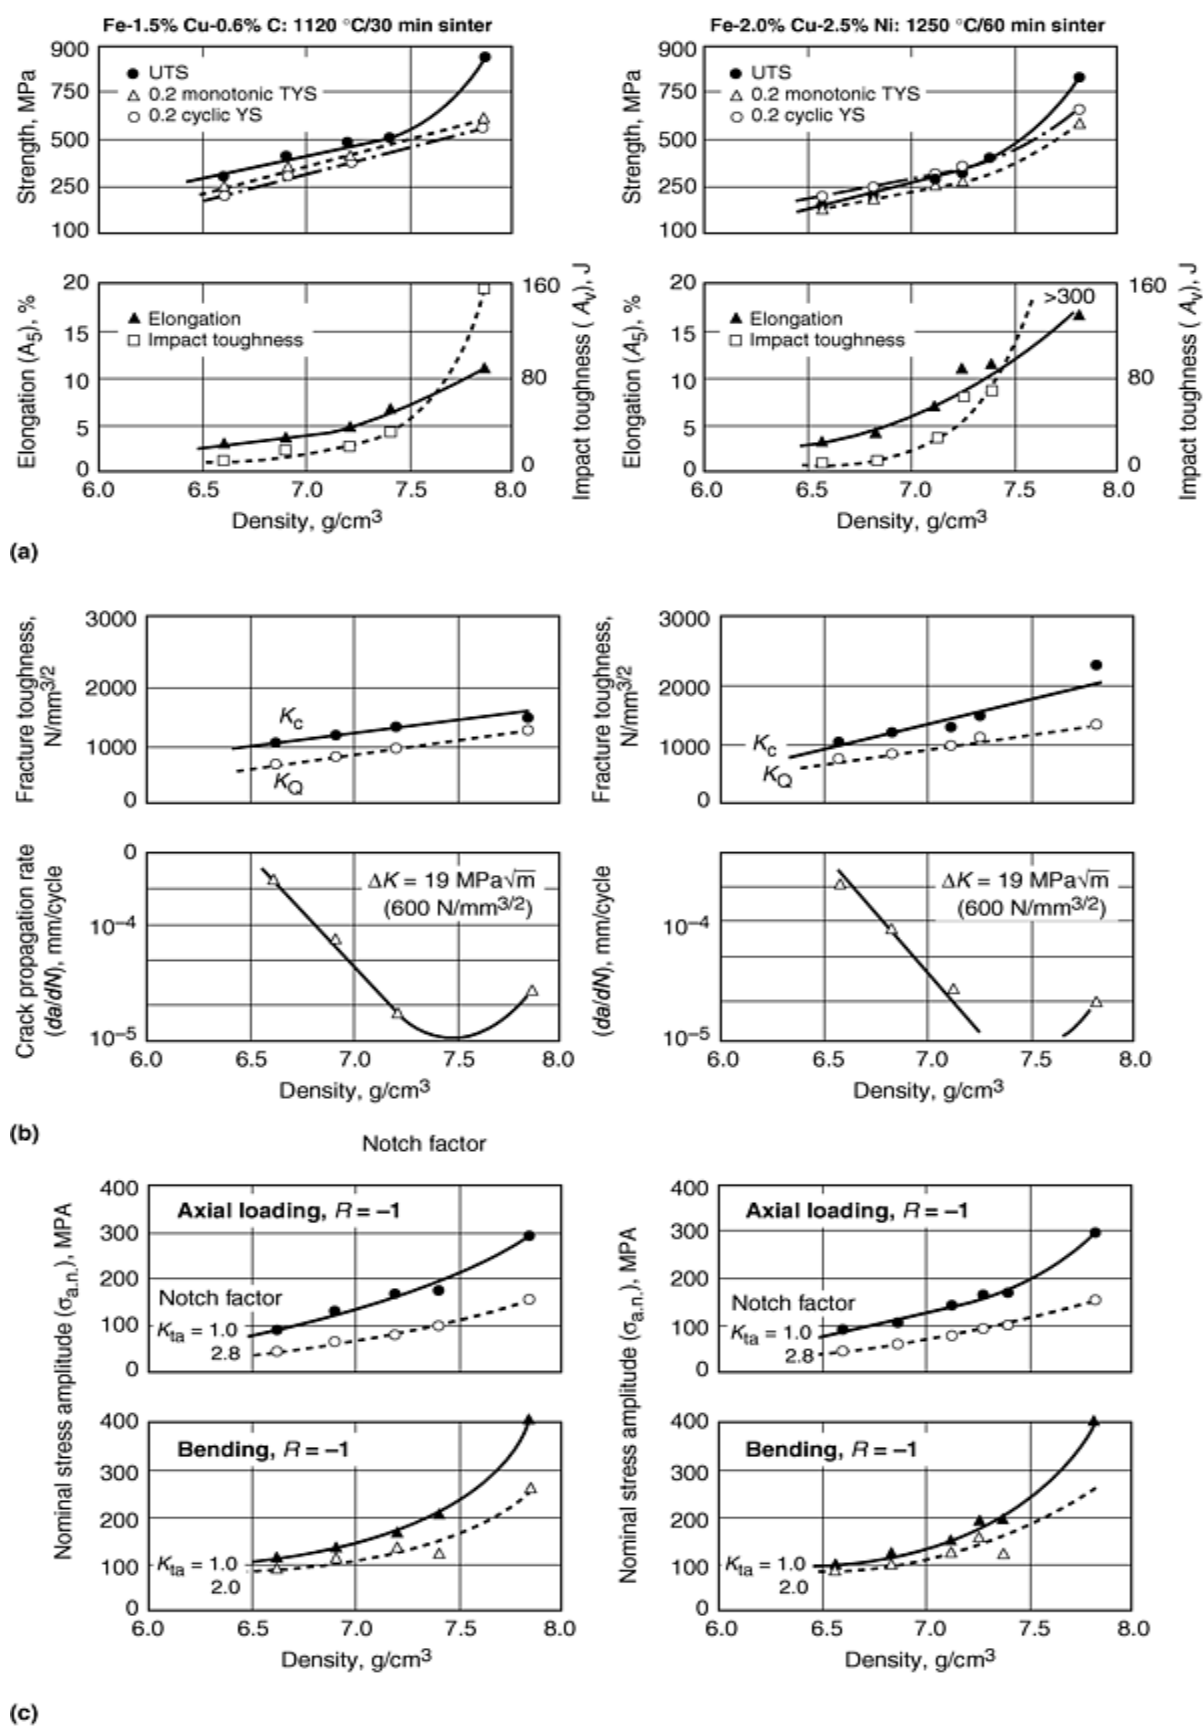 Fe-1.5% Cu-0.6% C: 1120 °C/30 min sinter
Strength, MPa
900
750
500
250
100
UTS
0.2 monotonic TYS
0.2 cyclic YS
Elongation (A5), %
20
15
10
5
0
Elongation
Impact toughness
160
80
0
Impact toughness (Av), J
6.0 6.5 7.0 7.5 8.0
Density, g/cm3
Fe-2.0% Cu-2.5% Ni: 1250 °C/60 min sinter
Strength, MPa
900
750
500
250
100
UTS
0.2 monotonic TYS
0.2 cyclic YS
Elongation (A5), %
20
15
10
5
0
Elongation
Impact toughness
>300
160
80
0
Impact toughness (Av), J
6.0 6.5 7.0 7.5 8.0
Density, g/cm3
(a)
Fracture toughness,
N/mm3/2
3000
2000
1000
0
Kc
KQ
Crack propagation rate
(da/dN), mm/cycle
0
10–4
10–5
ΔK = 19 MPa√m
(600 N/mm3/2)
6.0 6.5 7.0 7.5 8.0
Density, g/cm3
Fracture toughness,
N/mm3/2
3000
2000
1000
0
Kc
KQ
(da/dN), mm/cycle
10–4
10–5
ΔK = 19 MPa√m
(600 N/mm3/2)
6.0 6.5 7.0 7.5 8.0
Density, g/cm3
(b)
Notch factor
Nominal stress amplitude (σa.n.), MPA
400
300
200
100
0
Axial loading, R = –1
Notch factor
Kta = 1.0
2.8
400
300
200
100
0
Bending, R = –1
Kta = 1.0
2.0
6.0 6.5 7.0 7.5 8.0
Density, g/cm3
Nominal stress amplitude (σa.n.), MPA
400
300
200
100
0
Axial loading, R = –1
Notch factor
Kta = 1.0
2.8
400
300
200
100
0
Bending, R = –1
Kta = 1.0
2.0
6.0 6.5 7.0 7.5 8.0
Density, g/cm3
(c)